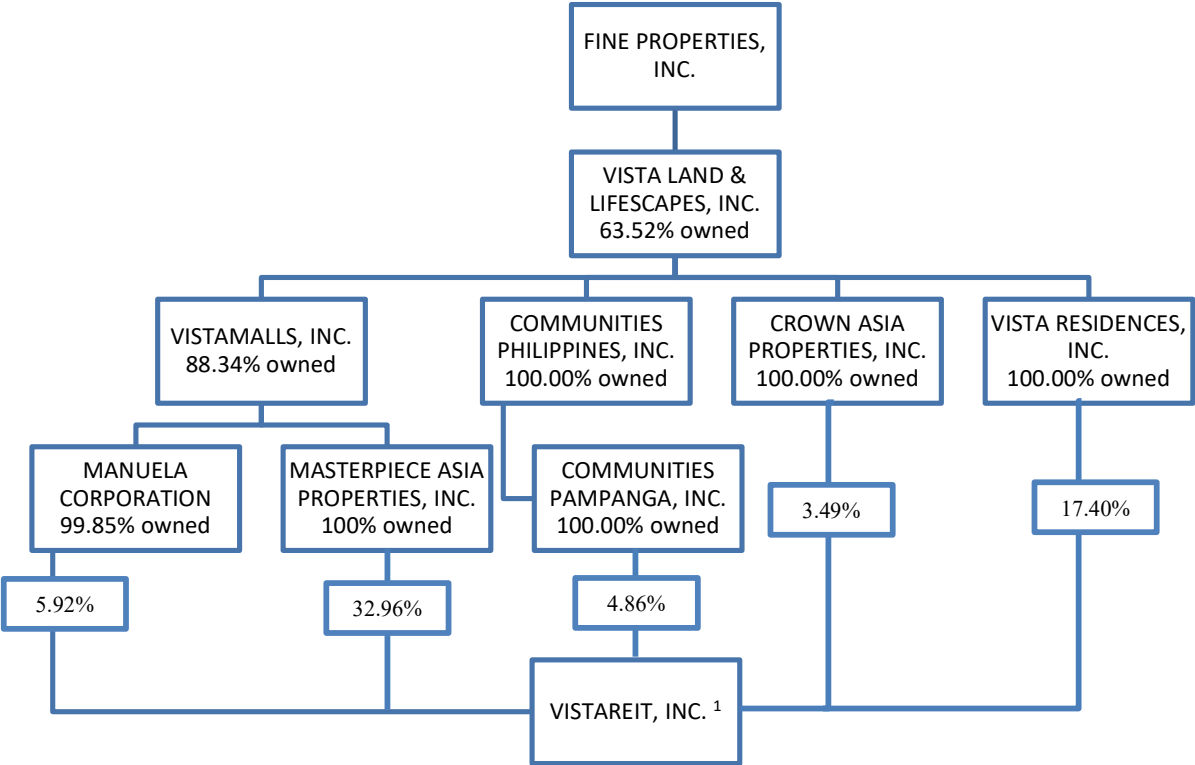 FINE PROPERTIES,
INC.
VISTA LAND &
LIFESCAPES, INC.
63.52% owned
VISTAMALLS, INC.
88.34% owned
COMMUNITIES
PHILIPPINES, INC.
100.00% owned
CROWN ASIA
PROPERTIES, INC.
100.00% owned
VISTA RESIDENCES,
INC.
100.00% owned
MANUELA
CORPORATION
99.85% owned
MASTERPIECE ASIA
PROPERTIES, INC.
100% owned
COMMUNITIES
PAMPANGA, INC.
100.00% owned
3.49%
17.40%
5.92%
32.96%
4.86%
VISTAREIT, INC. 1